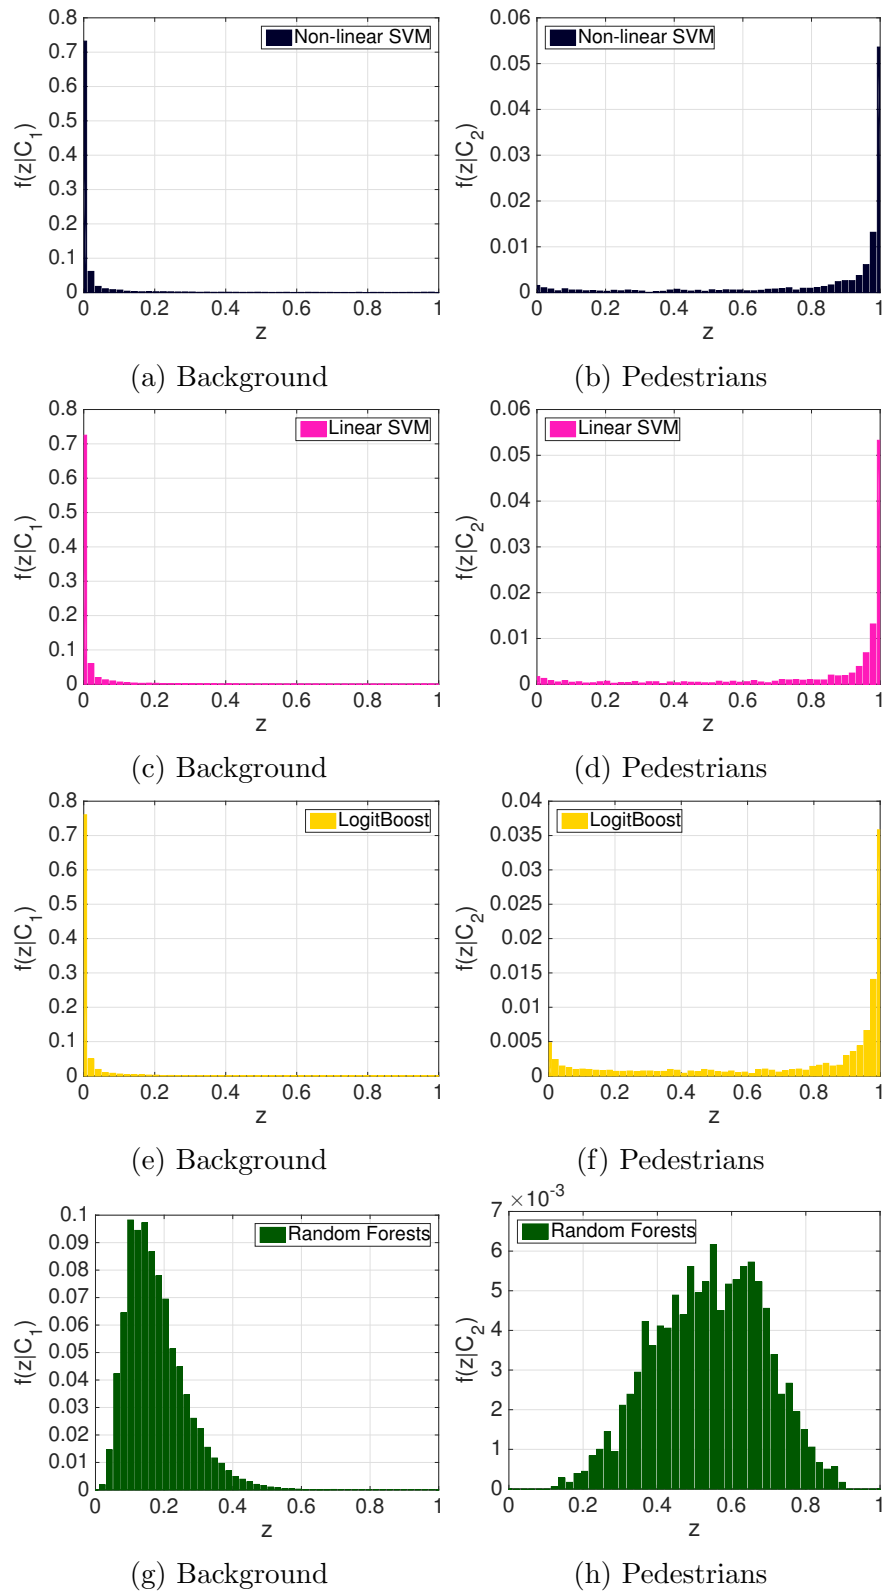 0.8
0.7
0.6
0.5
0.4
0.3
0.2
0.1
0
f(z|C_1)
Non-linear SVM
0 0.2 0.4 0.6 0.8 1
z
(a) Background
0.06
0.05
0.04
0.03
0.02
0.01
0
f(z|C_2)
Non-linear SVM
0 0.2 0.4 0.6 0.8 1
z
(b) Pedestrians
0.8
0.7
0.6
0.5
0.4
0.3
0.2
0.1
0
f(z|C_1)
Linear SVM
0 0.2 0.4 0.6 0.8 1
z
(c) Background
0.06
0.05
0.04
0.03
0.02
0.01
0
f(z|C_2)
Linear SVM
0 0.2 0.4 0.6 0.8 1
z
(d) Pedestrians
0.8
0.7
0.6
0.5
0.4
0.3
0.2
0.1
0
f(z|C_1)
LogitBoost
0 0.2 0.4 0.6 0.8 1
z
(e) Background
0.04
0.035
0.03
0.025
0.02
0.015
0.01
0.005
0
f(z|C_2)
LogitBoost
0 0.2 0.4 0.6 0.8 1
z
(f) Pedestrians
0.1
0.09
0.08
0.07
0.06
0.05
0.04
0.03
0.02
0.01
0
f(z|C_1)
Random Forests
0 0.2 0.4 0.6 0.8 1
z
(g) Background
×10^-3
7
6
5
4
3
2
1
0
f(z|C_2)
Random Forests
0 0.2 0.4 0.6 0.8 1
z
(h) Pedestrians